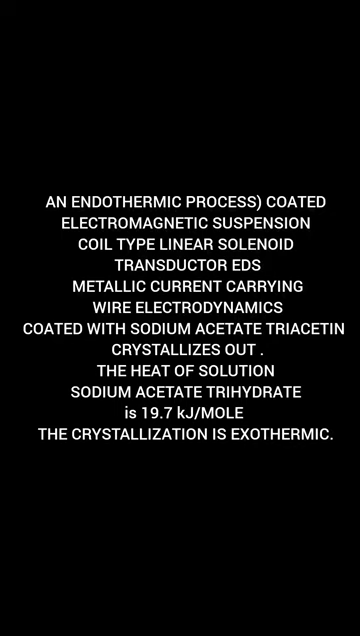 AN ENDOTHERMIC PROCESS) COATED
ELECTROMAGNETIC SUSPENSION
COIL TYPE LINEAR SOLENOID
TRANSDUCTOR EDS
METALLIC CURRENT CARRYING
WIRE ELECTRODYNAMICS
COATED WITH SODIUM ACETATE TRIACETIN
CRYSTALLIZES OUT .
THE HEAT OF SOLUTION
SODIUM ACETATE TRIHYDRATE
is 19.7 kJ/MOLE
THE CRYSTALLIZATION IS EXOTHERMIC.